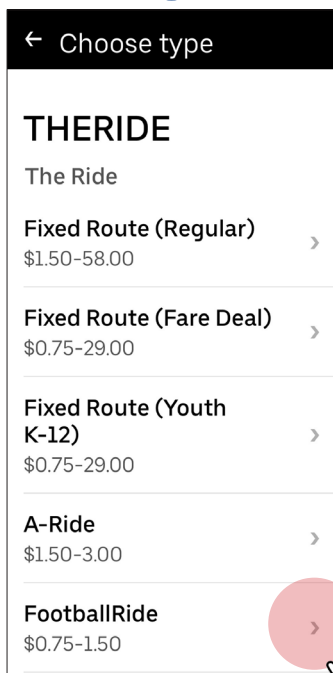 ← Choose type
THERIDE
The Ride
Fixed Route (Regular)
$1.50-58.00
Fixed Route (Fare Deal)
$0.75-29.00
Fixed Route (Youth
K-12)
$0.75-29.00
A-Ride
$1.50-3.00
FootballRide
$0.75-1.50